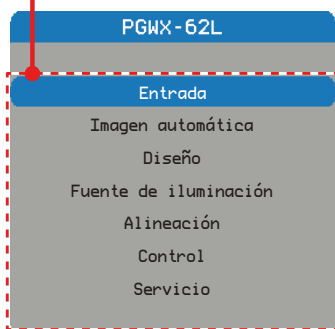 PGWX-62L
Entrada
Imagen automática
Diseño
Fuente de iluminación
Alineación
Control
Servicio